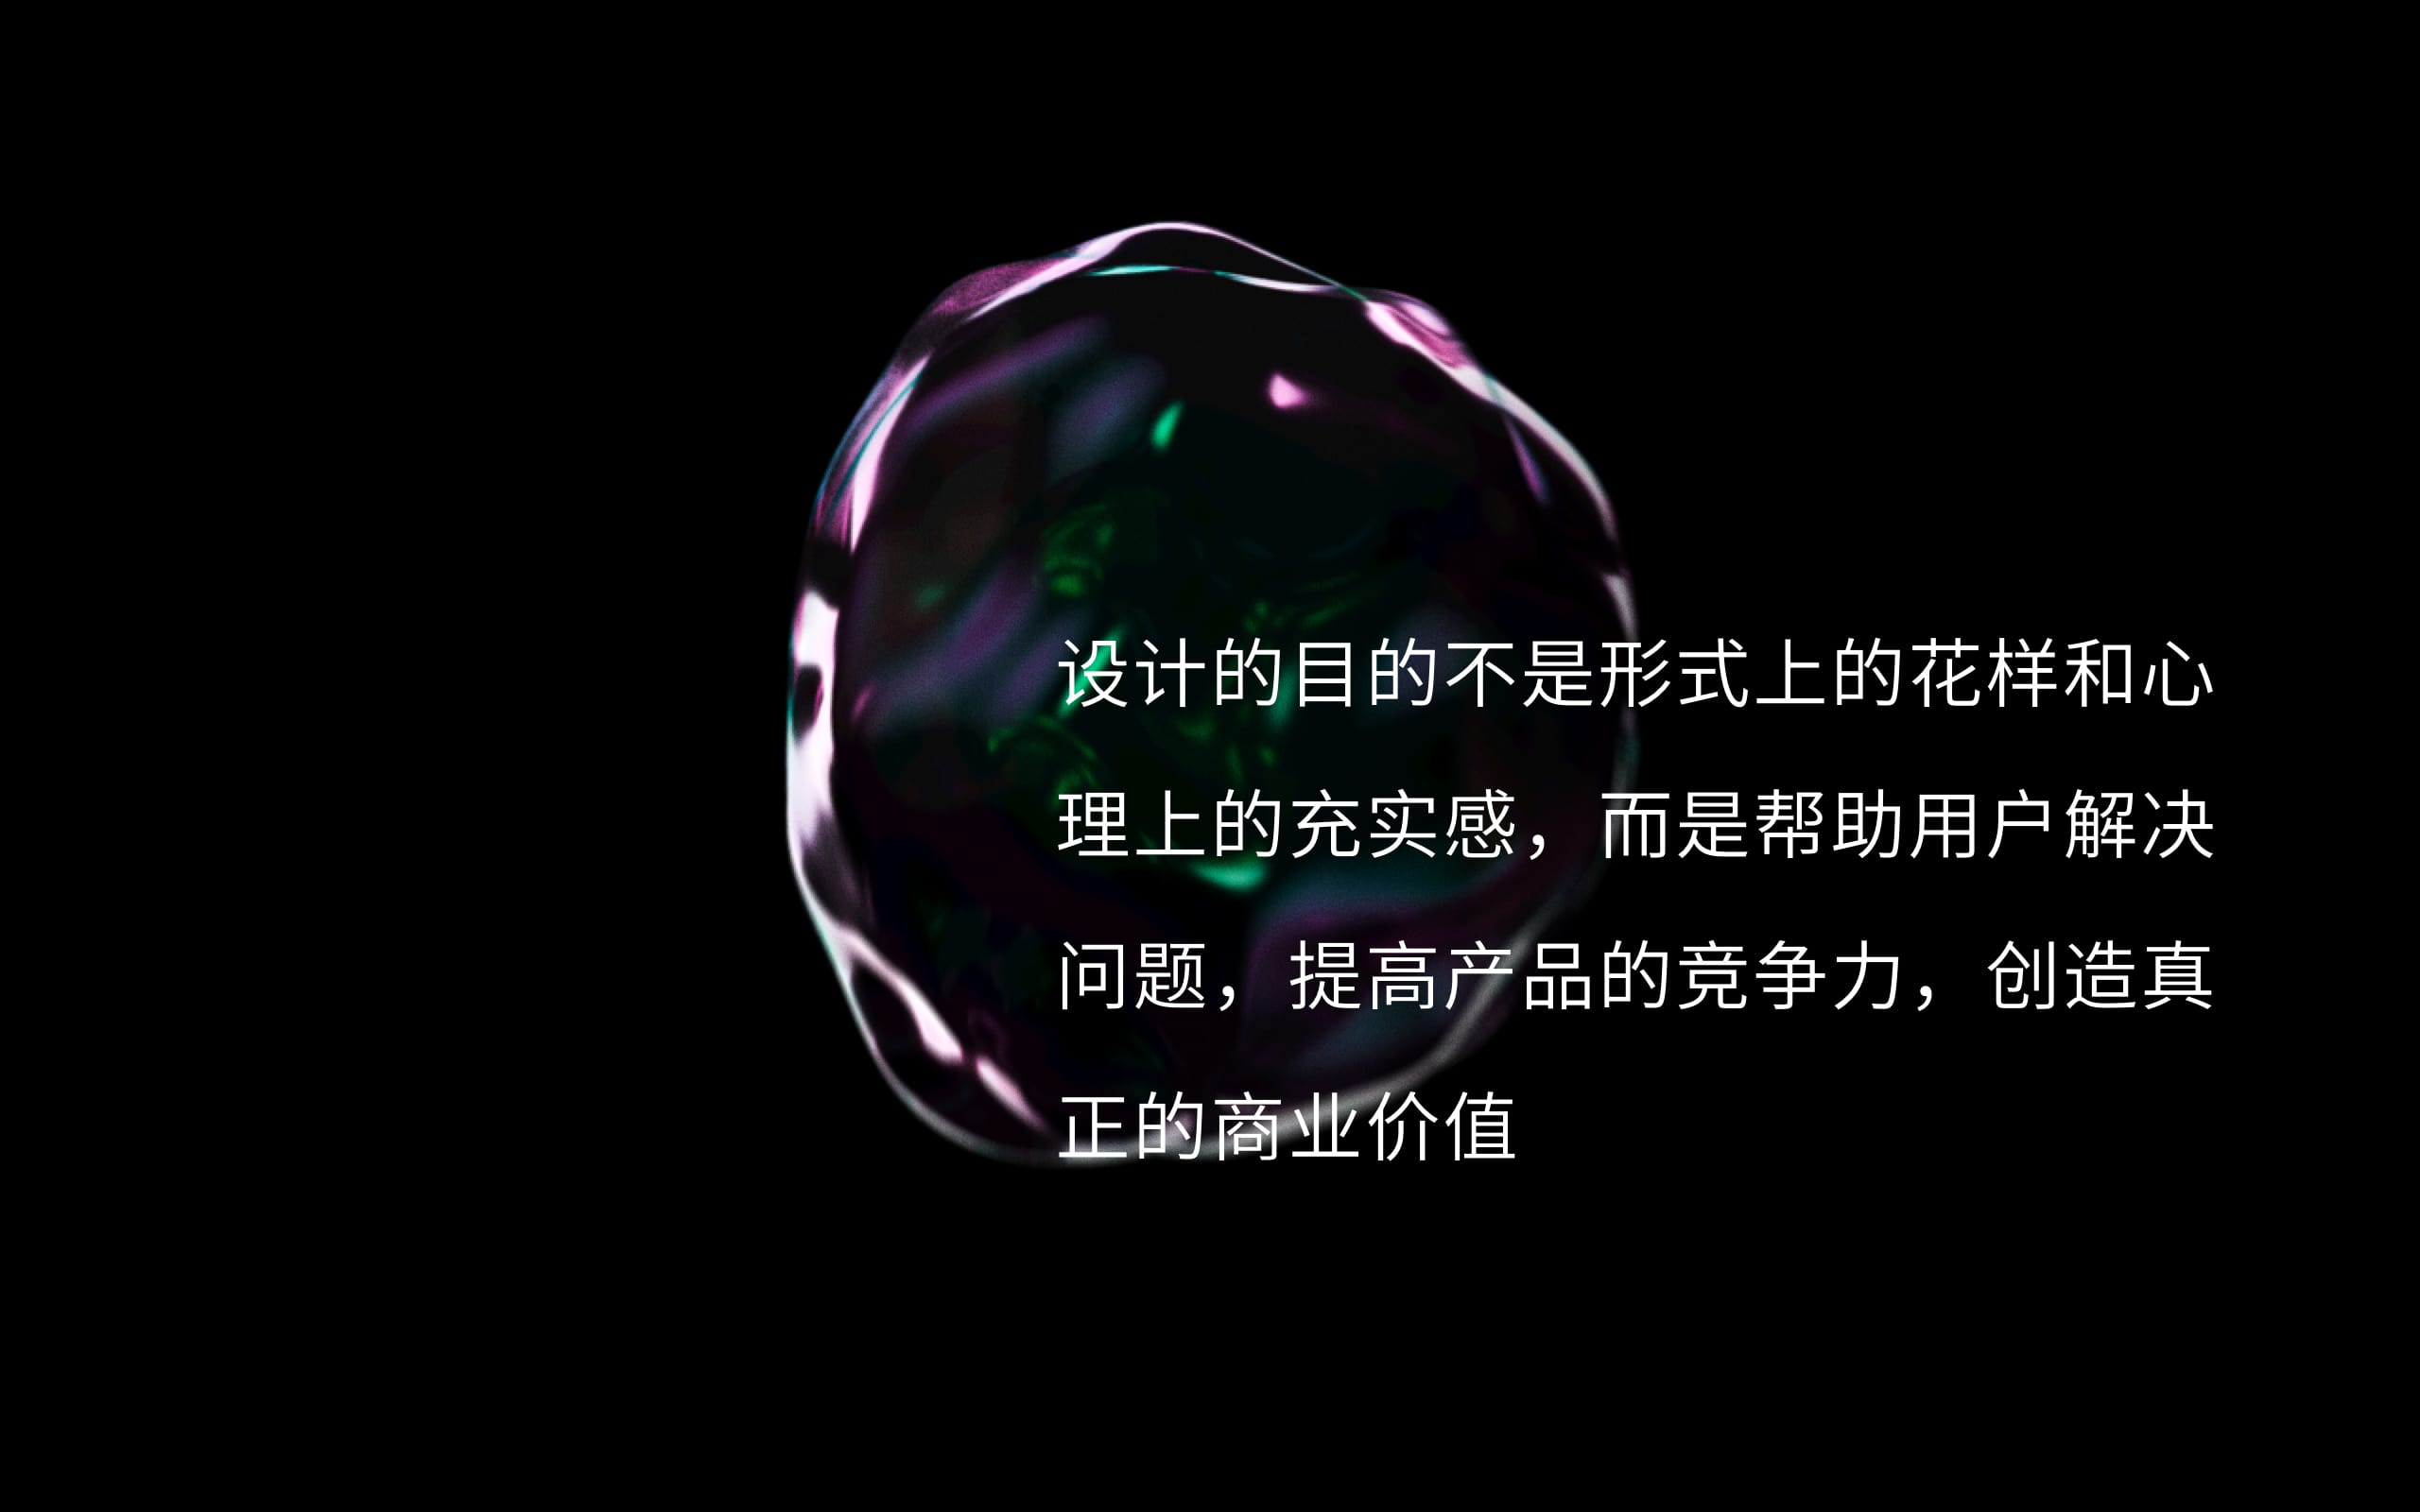 设计的目的不是形式上的花样和心
理上的充实感，而是帮助用户解决
问题，提高产品的竞争力，创造真
正的商业价值